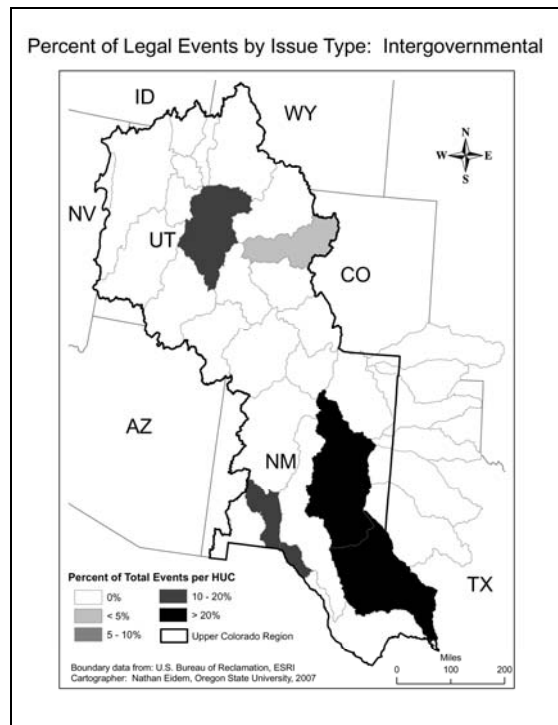 Percent of Legal Events by Issue Type: Intergovernmental
ID
WY
N
W E
S
NV
UT
CO
AZ
NM
TX
Percent of Total Events per HUC
0%
10 - 20%
< 5%
> 20%
5 - 10%
Upper Colorado Region
Boundary data from: U.S. Bureau of Reclamation, ESRI
Cartographer: Nathan Eidem, Oregon State University, 2007
Miles
0 100 200